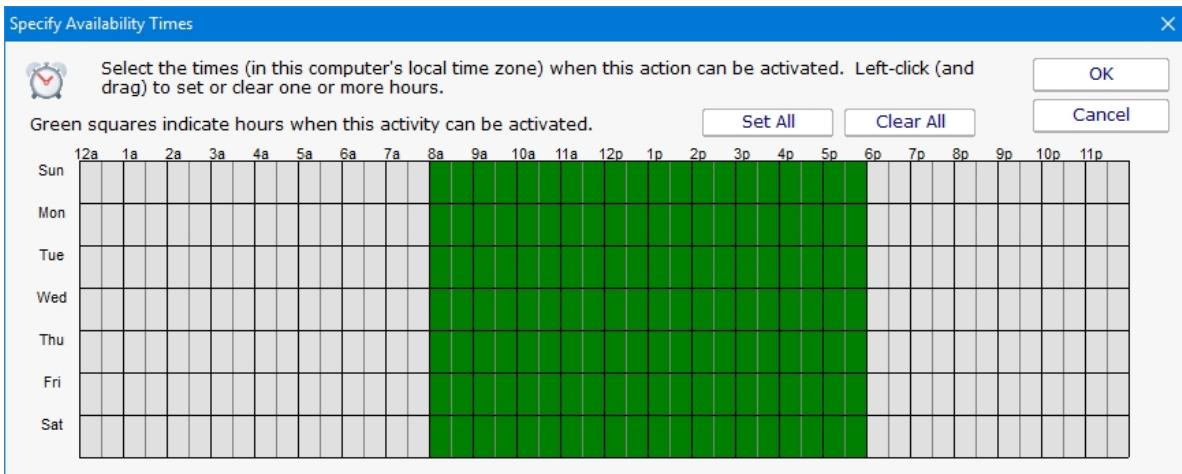 Specify Availability Times
Select the times (in this computer's local time zone) when this action can be activated.  Left-click (and
drag) to set or clear one or more hours.
OK
Cancel
Green squares indicate hours when this activity can be activated.
Set All
Clear All
12a 1a 2a 3a 4a 5a 6a 7a 8a 9a 10a 11a 12p 1p 2p 3p 4p 5p 6p 7p 8p 9p 10p 11p
Sun
Mon
Tue
Wed
Thu
Fri
Sat